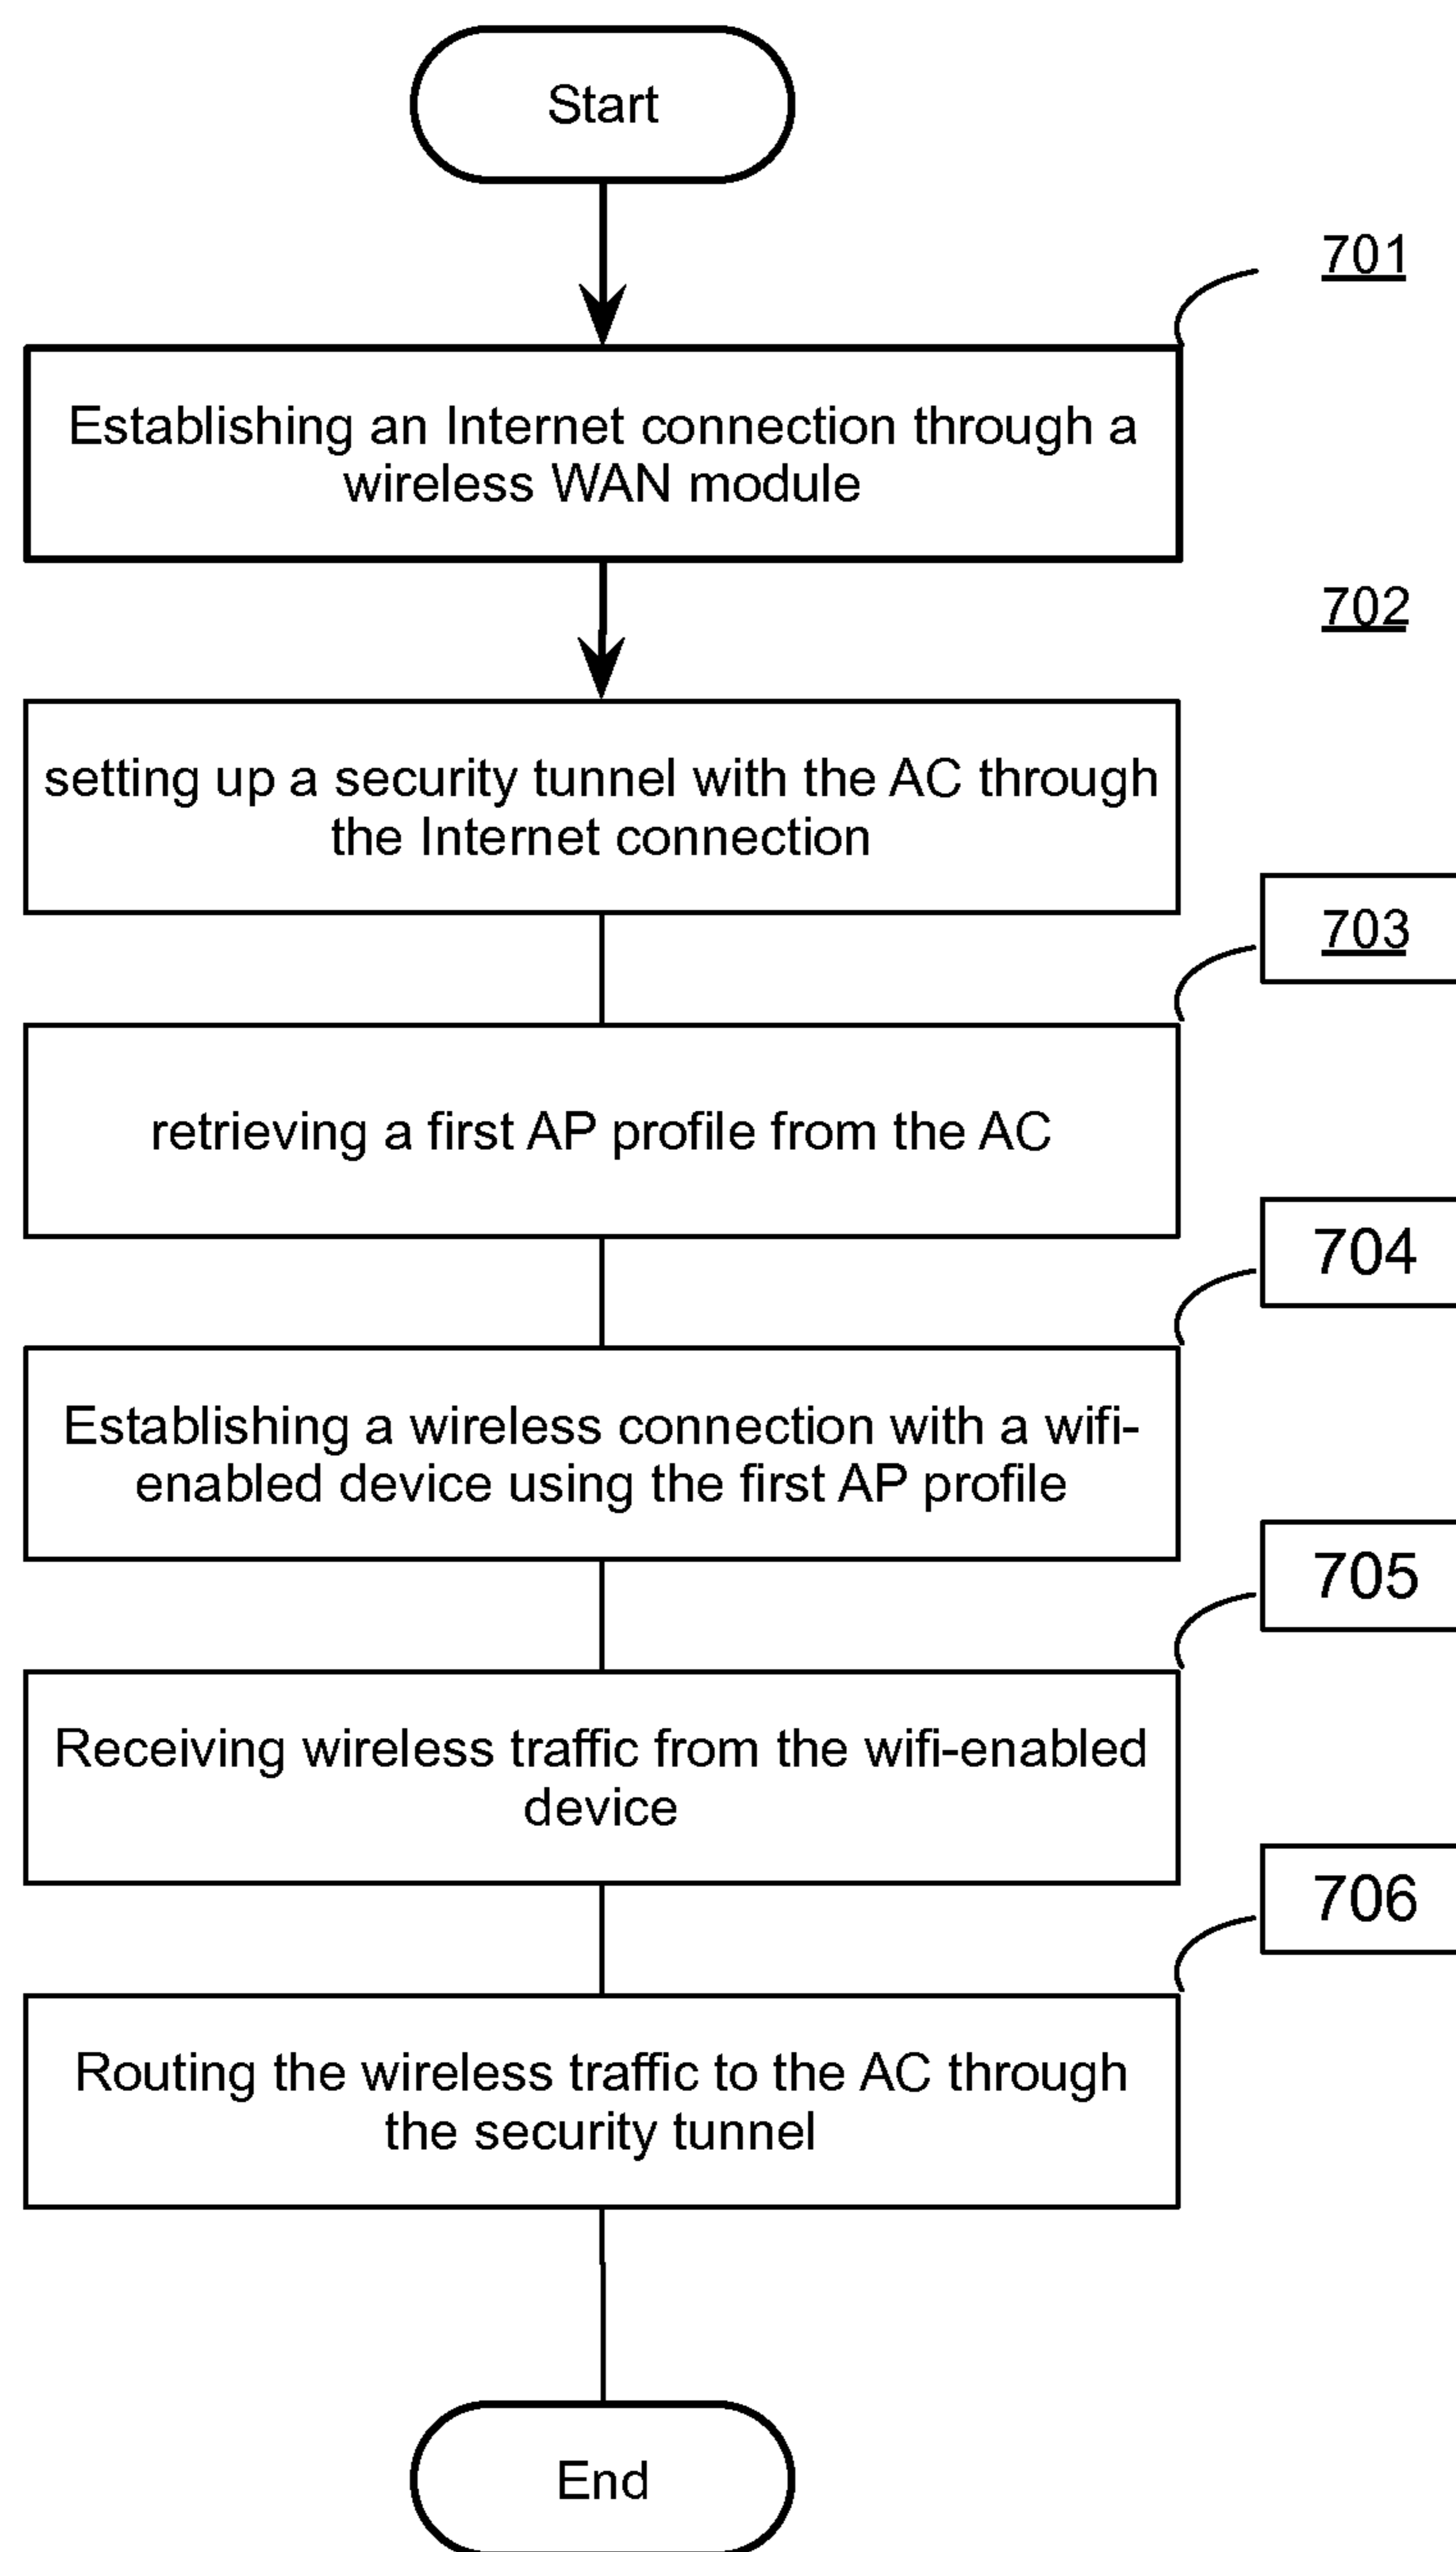 Start
701
Establishing an Internet connection through a
wireless WAN module
702
setting up a security tunnel with the AC through
the Internet connection
703
retrieving a first AP profile from the AC
704
Establishing a wireless connection with a wifi-
enabled device using the first AP profile
705
Receiving wireless traffic from the wifi-enabled
device
706
Routing the wireless traffic to the AC through
the security tunnel
End